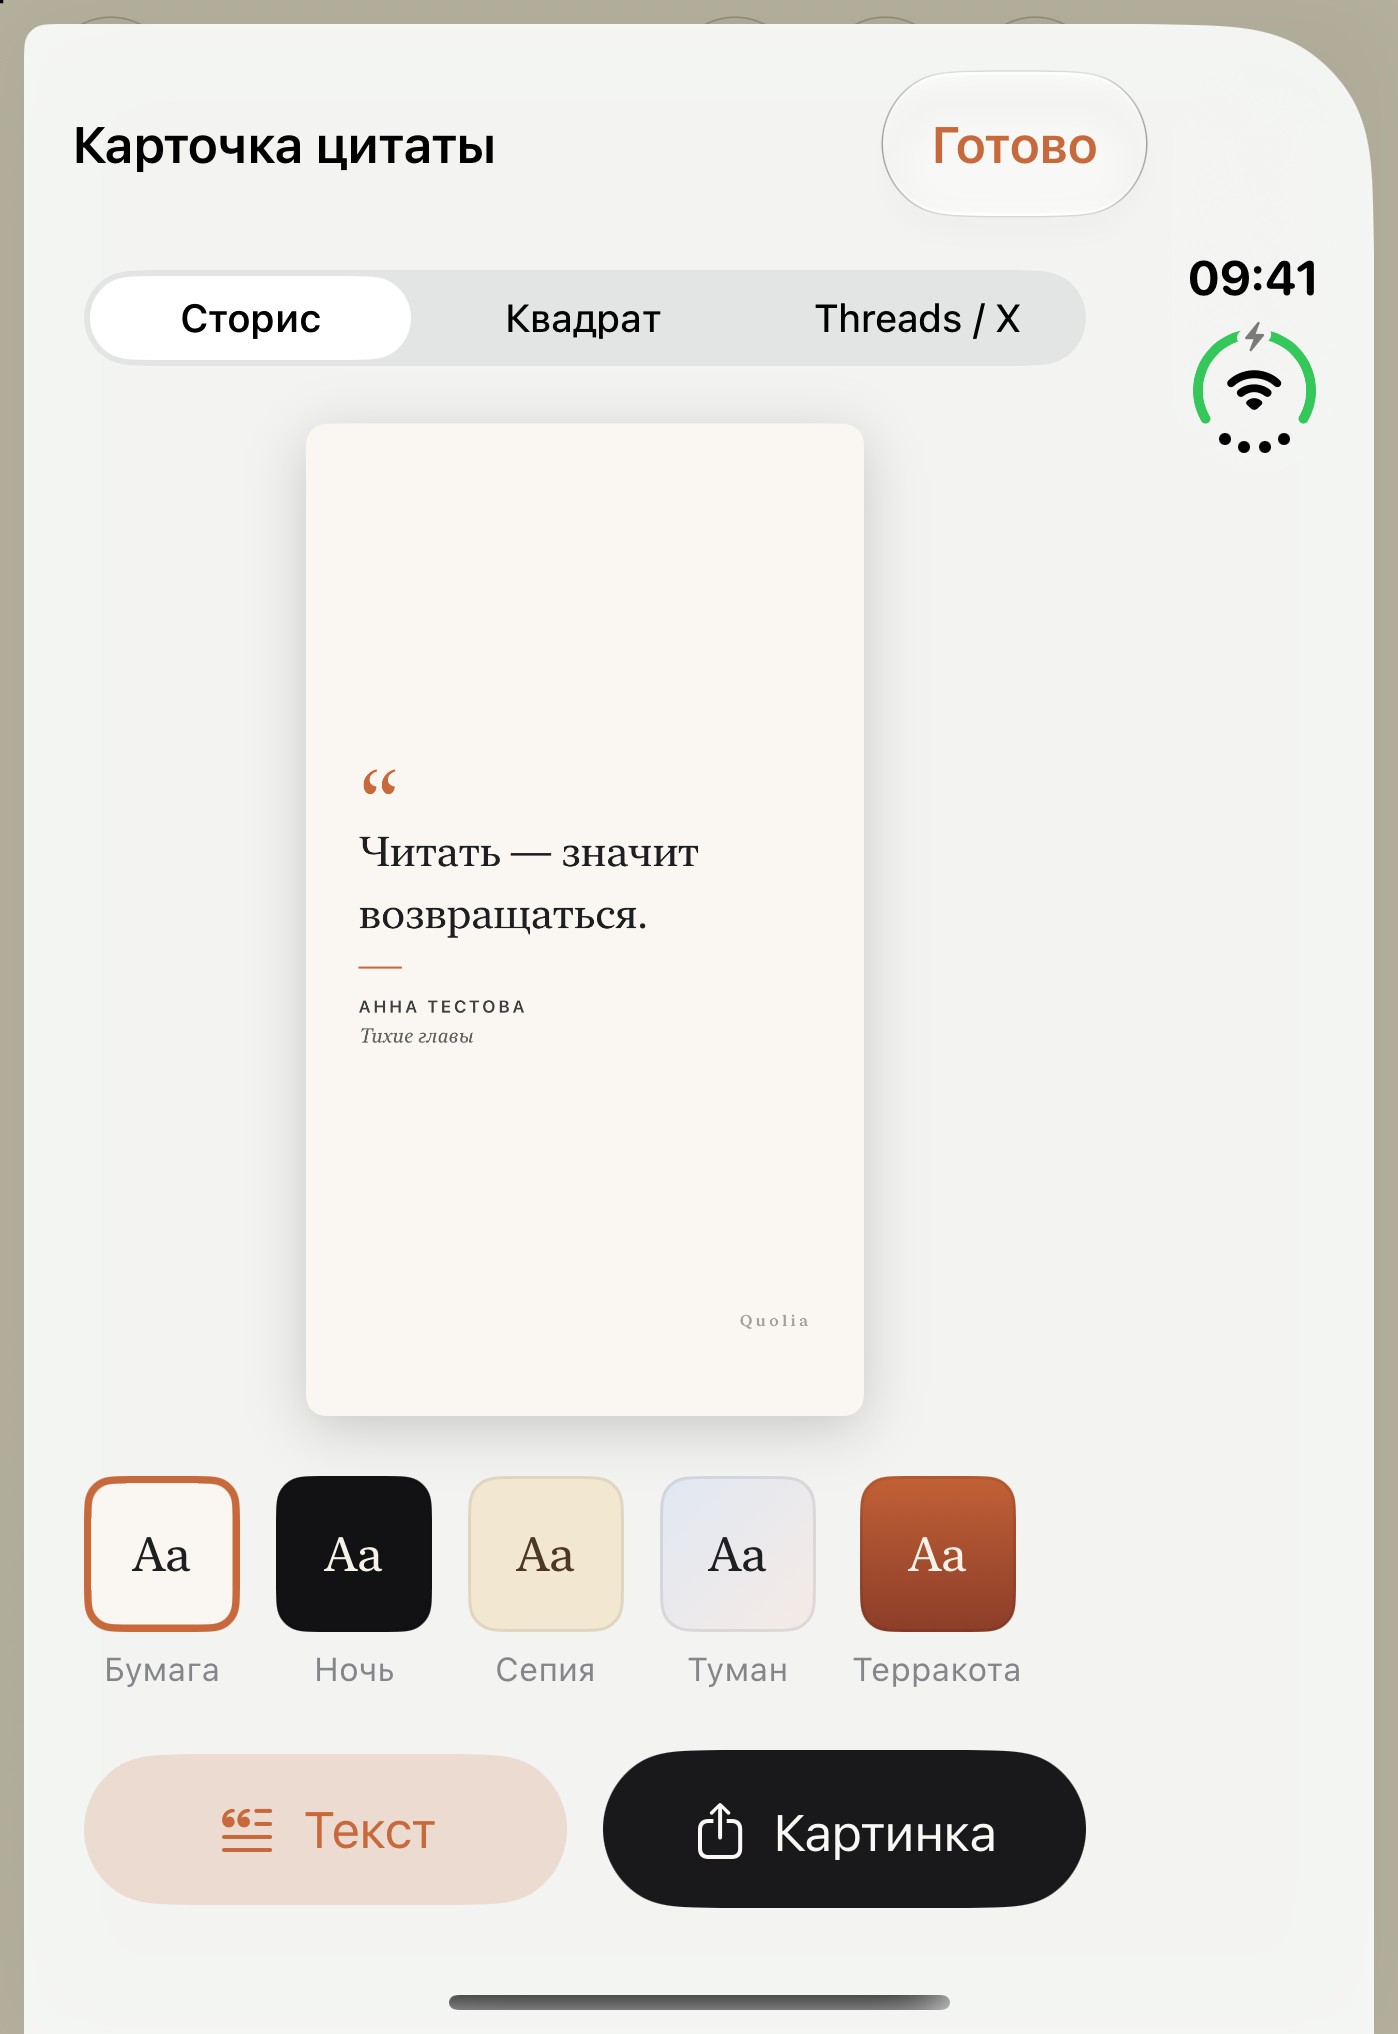 Карточка цитаты
Готово
09:41
Сторис
Квадрат
Threads / X
“
Читать — значит
возвращаться.
АННА ТЕСТОВА
Тихие главы
Quolia
Aa
Aa
Aa
Aa
Aa
Бумага
Ночь
Сепия
Туман
Терракота
Текст
Картинка